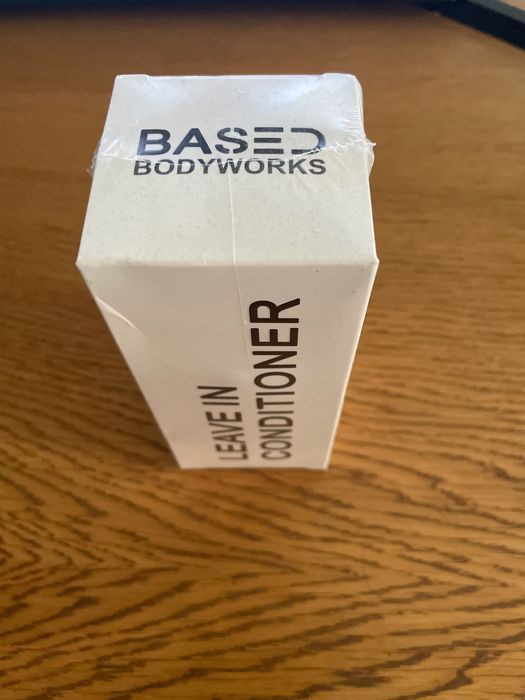 BASED
BODYWORKS
LEAVE IN
CONDITIONER